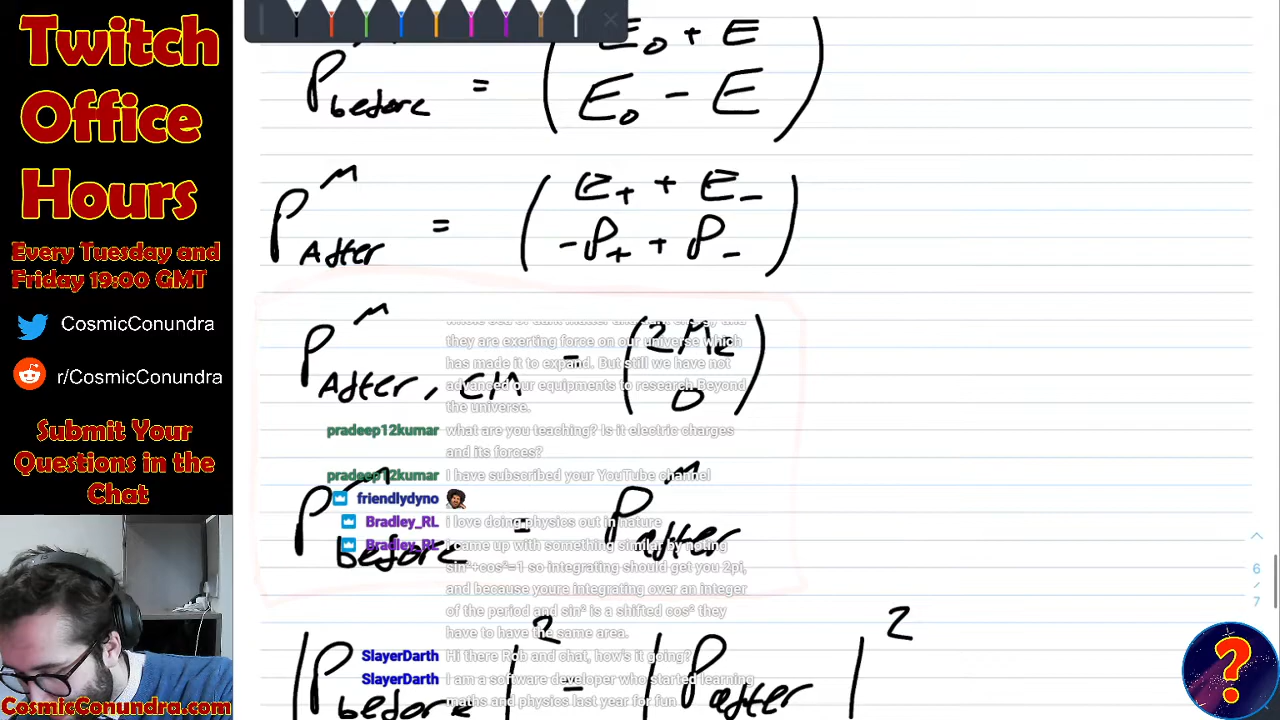 Twitch
Office
Hours
Every Tuesday and
Friday 19:00 GMT
CosmicConundra
r/CosmicConundra
Submit Your
Questions in the
Chat
CosmicConundra.com
P^μ before = ( E₀ + E
E₀ - E )
P^μ After = ( E₊ + E₋
-P₊ + P₋ )
P^μ After, CM = ( 2Me
0 )
P^μ before = P^μ after
|P before|² = |P after|²
they are exerting force on our universe which
has made it to expand. But still we have not
advanced our equipments to research Beyond
the universe.
pradeep12kumar what are you teaching? Is it electric charges
and its forces?
pradeep12kumar I have subscribed your YouTube channel
friendlydyno
Bradley_RL i love doing physics out in nature
Bradley_RL i came up with something similar by noting
sin²+cos²=1 so integrating should get you 2pi,
and because youre integrating over an integer
of the period and sin² is a shifted cos² they
have to have the same area.
SlayerDarth Hi there Rob and chat, how's it going?
SlayerDarth I am a software developer who started learning
maths and physics last year for fun
6
/
7
?